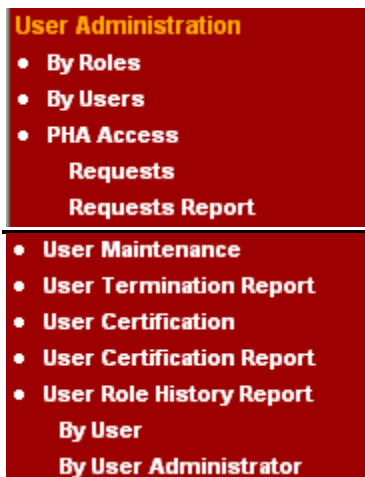 User Administration
• By Roles
• By Users
• PHA Access
Requests
Requests Report
• User Maintenance
• User Termination Report
• User Certification
• User Certification Report
• User Role History Report
By User
By User Administrator